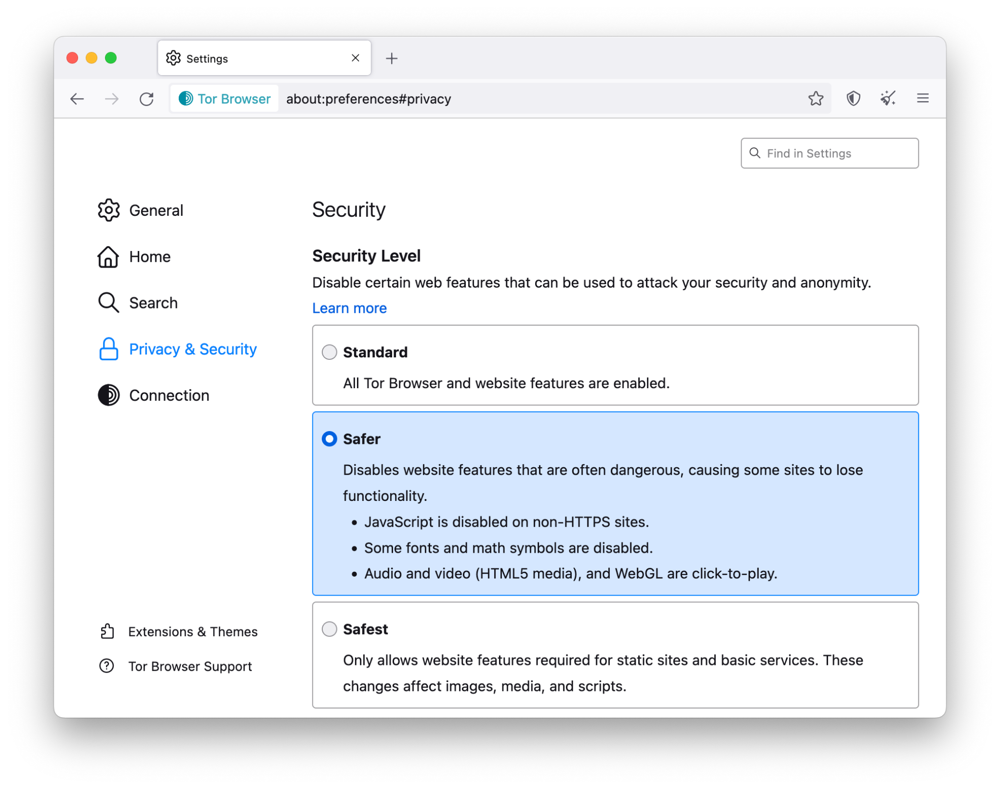 Settings
Tor Browser
about:preferences#privacy
Find in Settings
General
Home
Search
Privacy & Security
Connection
Extensions & Themes
Tor Browser Support
Security
Security Level
Disable certain web features that can be used to attack your security and anonymity.
Learn more
Standard
All Tor Browser and website features are enabled.
Safer
Disables website features that are often dangerous, causing some sites to lose
functionality.
• JavaScript is disabled on non-HTTPS sites.
• Some fonts and math symbols are disabled.
• Audio and video (HTML5 media), and WebGL are click-to-play.
Safest
Only allows website features required for static sites and basic services. These
changes affect images, media, and scripts.